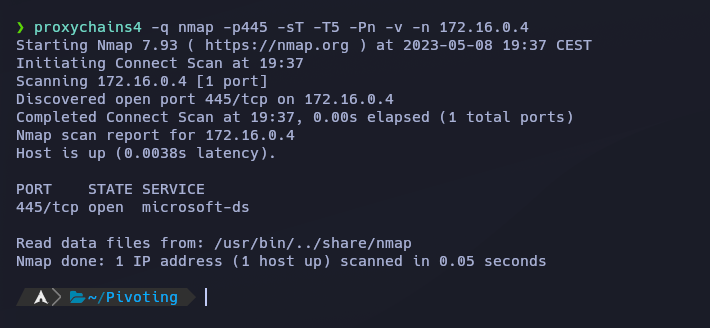 ❯ proxychains4 -q nmap -p445 -sT -T5 -Pn -v -n 172.16.0.4
Starting Nmap 7.93 ( https://nmap.org ) at 2023-05-08 19:37 CEST
Initiating Connect Scan at 19:37
Scanning 172.16.0.4 [1 port]
Discovered open port 445/tcp on 172.16.0.4
Completed Connect Scan at 19:37, 0.00s elapsed (1 total ports)
Nmap scan report for 172.16.0.4
Host is up (0.0038s latency).
PORT    STATE SERVICE
445/tcp open  microsoft-ds
Read data files from: /usr/bin/../share/nmap
Nmap done: 1 IP address (1 host up) scanned in 0.05 seconds
~/Pivoting